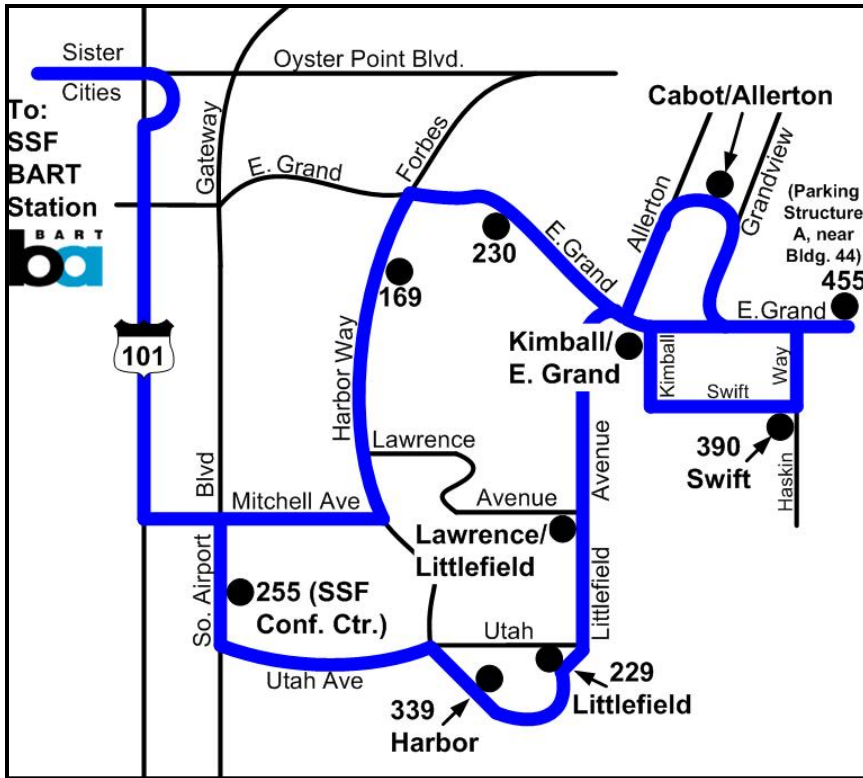 Sister
Cities
Oyster Point Blvd.
To:
SSF
BART
Station
BART
ba
Gateway
E. Grand
Forbes
Cabot/Allerton
Allerton
Grandview
(Parking
Structure
A, near
Bldg. 44)
455
230
E.Grand
E.Grand
169
101
Harbor Way
Kimball/
E. Grand
Kimball
Way
Swift
390
Swift
Haskin
Lawrence
Avenue
Avenue
Blvd
Mitchell Ave
Lawrence/
Littlefield
Littlefield
So. Airport
255 (SSF
Conf. Ctr.)
Utah
Utah Ave
229
Littlefield
339
Harbor